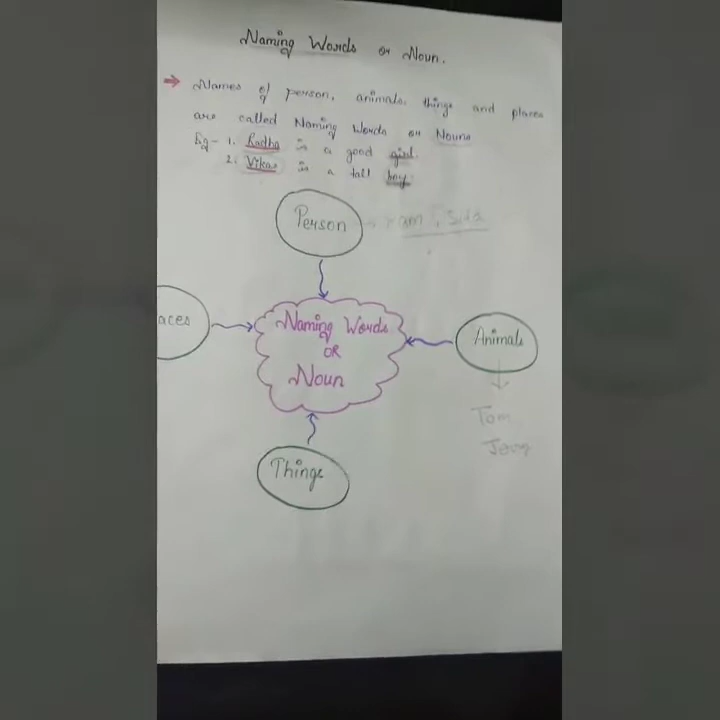 Naming Words or Noun.
→ Names of person, animals, things and places
are called Naming Words or Nouns
Eg- 1. Radha is a good girl.
2. Vikas is a tall boy.
Person → Ram, Sita
aces
Naming Words
OR
Noun
Animals
Tom
Things